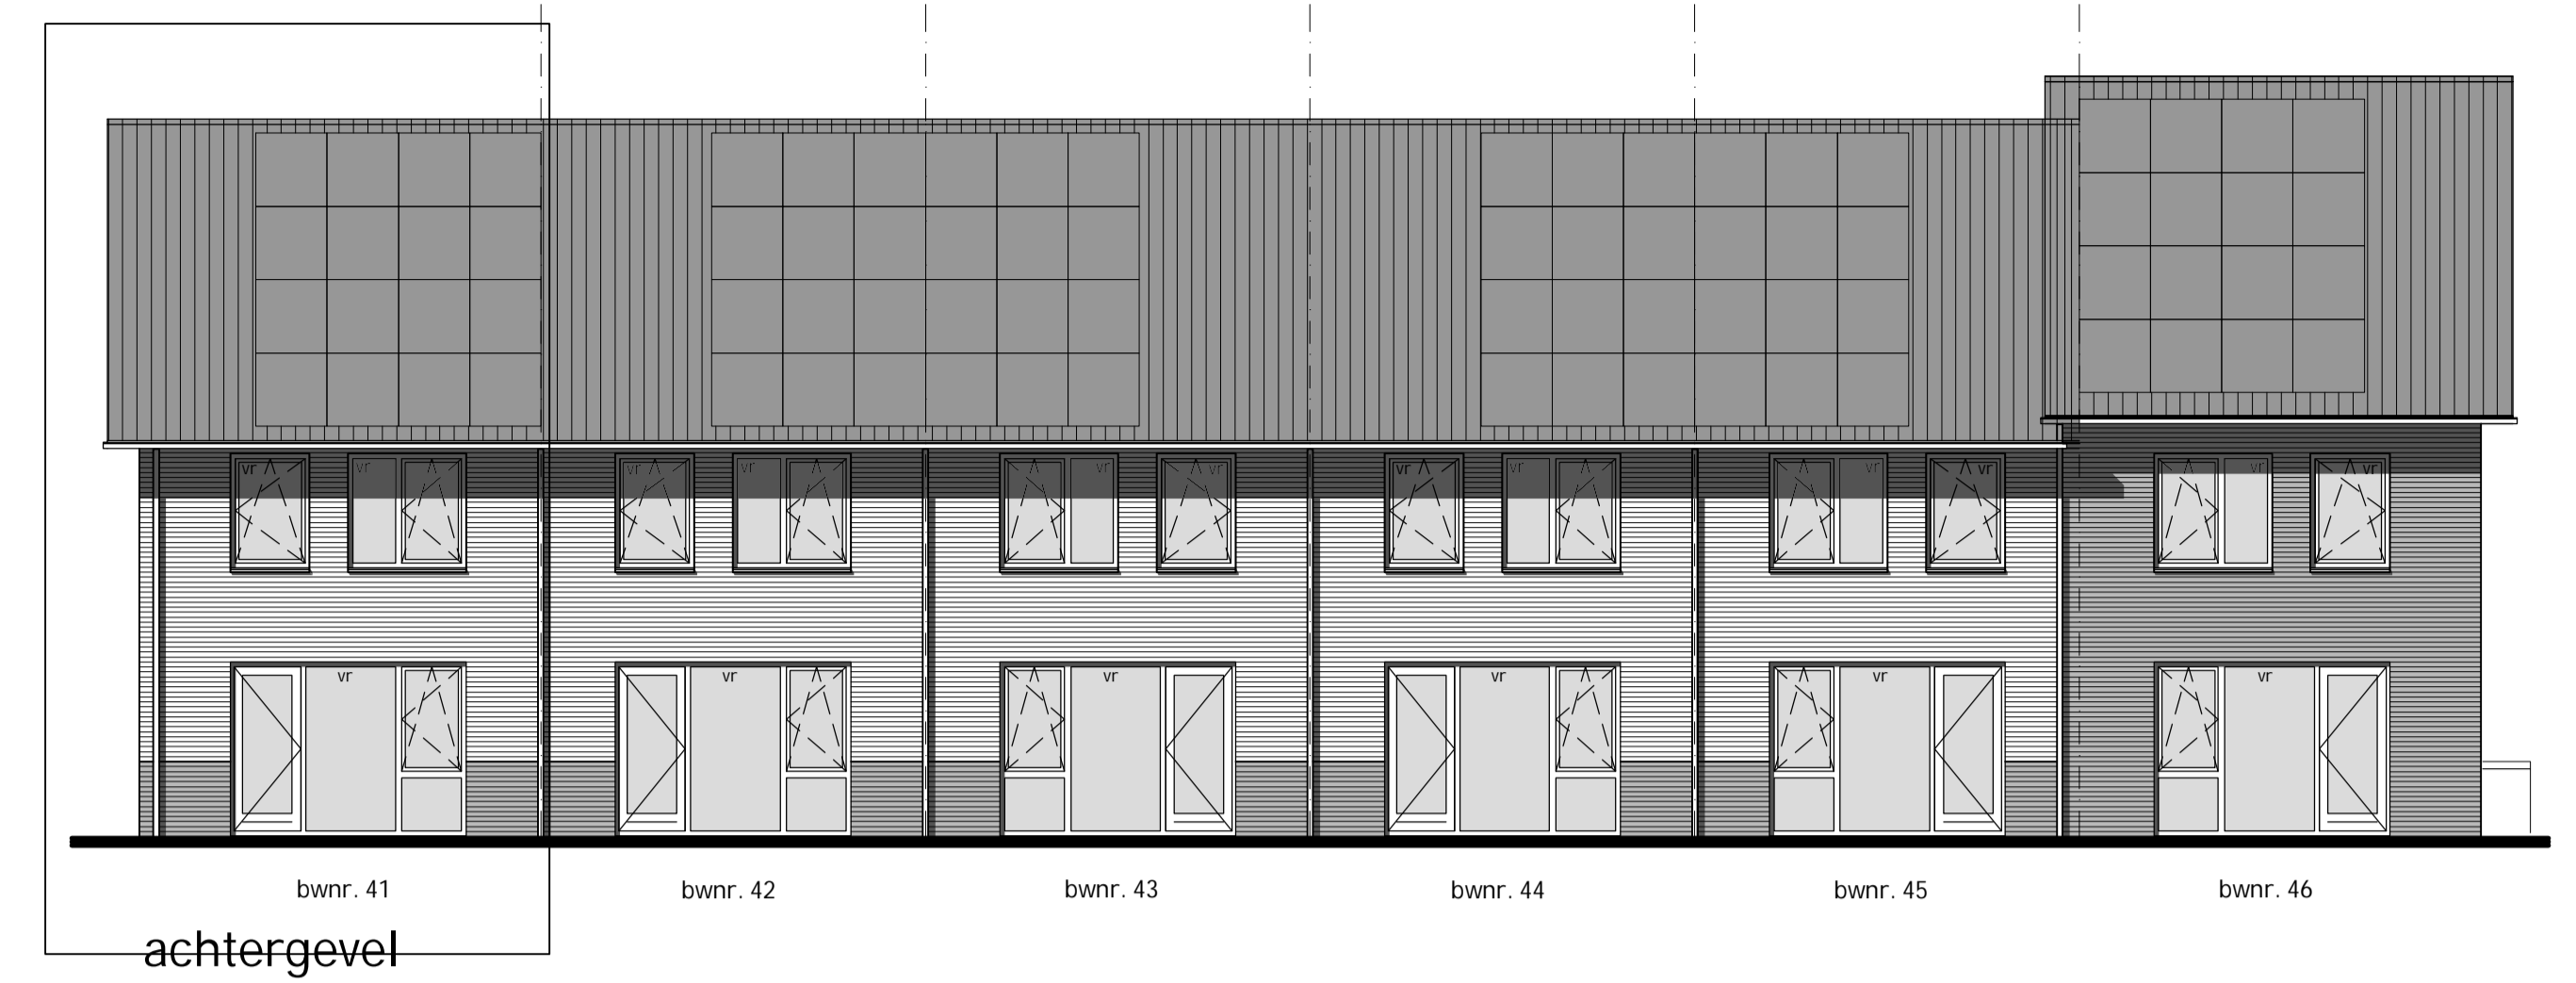 vr vr vr vr vr vr vr vr vr vr vr vr
vr vr vr vr vr vr
bwnr. 41 bwnr. 42 bwnr. 43 bwnr. 44 bwnr. 45 bwnr. 46
achtergevel